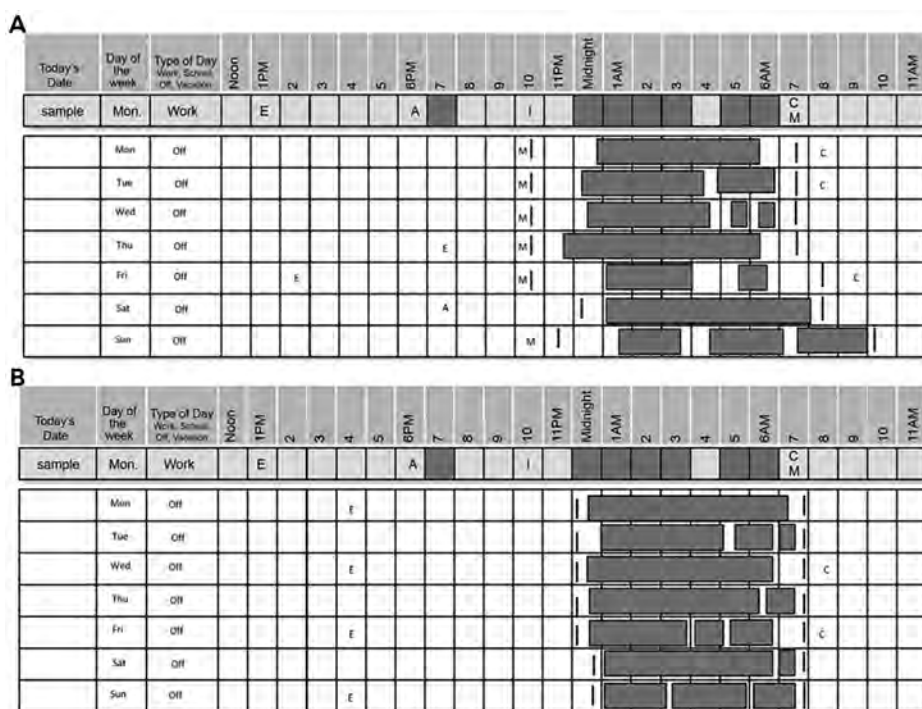 A
Today's Date Day of the week Type of Day Work, School, Off, Vacation Noon 1PM 2 3 4 5 6PM 7 8 9 10 11PM Midnight 1AM 2 3 4 5 6AM 7 8 9 10 11AM
sample Mon. Work E A I C M
Mon Off M C
Tue Off M C
Wed Off M
Thu Off E M
Fri Off E M C
Sat Off A
Sun Off M
B
Today's Date Day of the week Type of Day Work, School, Off, Vacation Noon 1PM 2 3 4 5 6PM 7 8 9 10 11PM Midnight 1AM 2 3 4 5 6AM 7 8 9 10 11AM
sample Mon. Work E A I C M
Mon Off E
Tue Off
Wed Off E C
Thu Off
Fri Off E C
Sat Off
Sun Off E